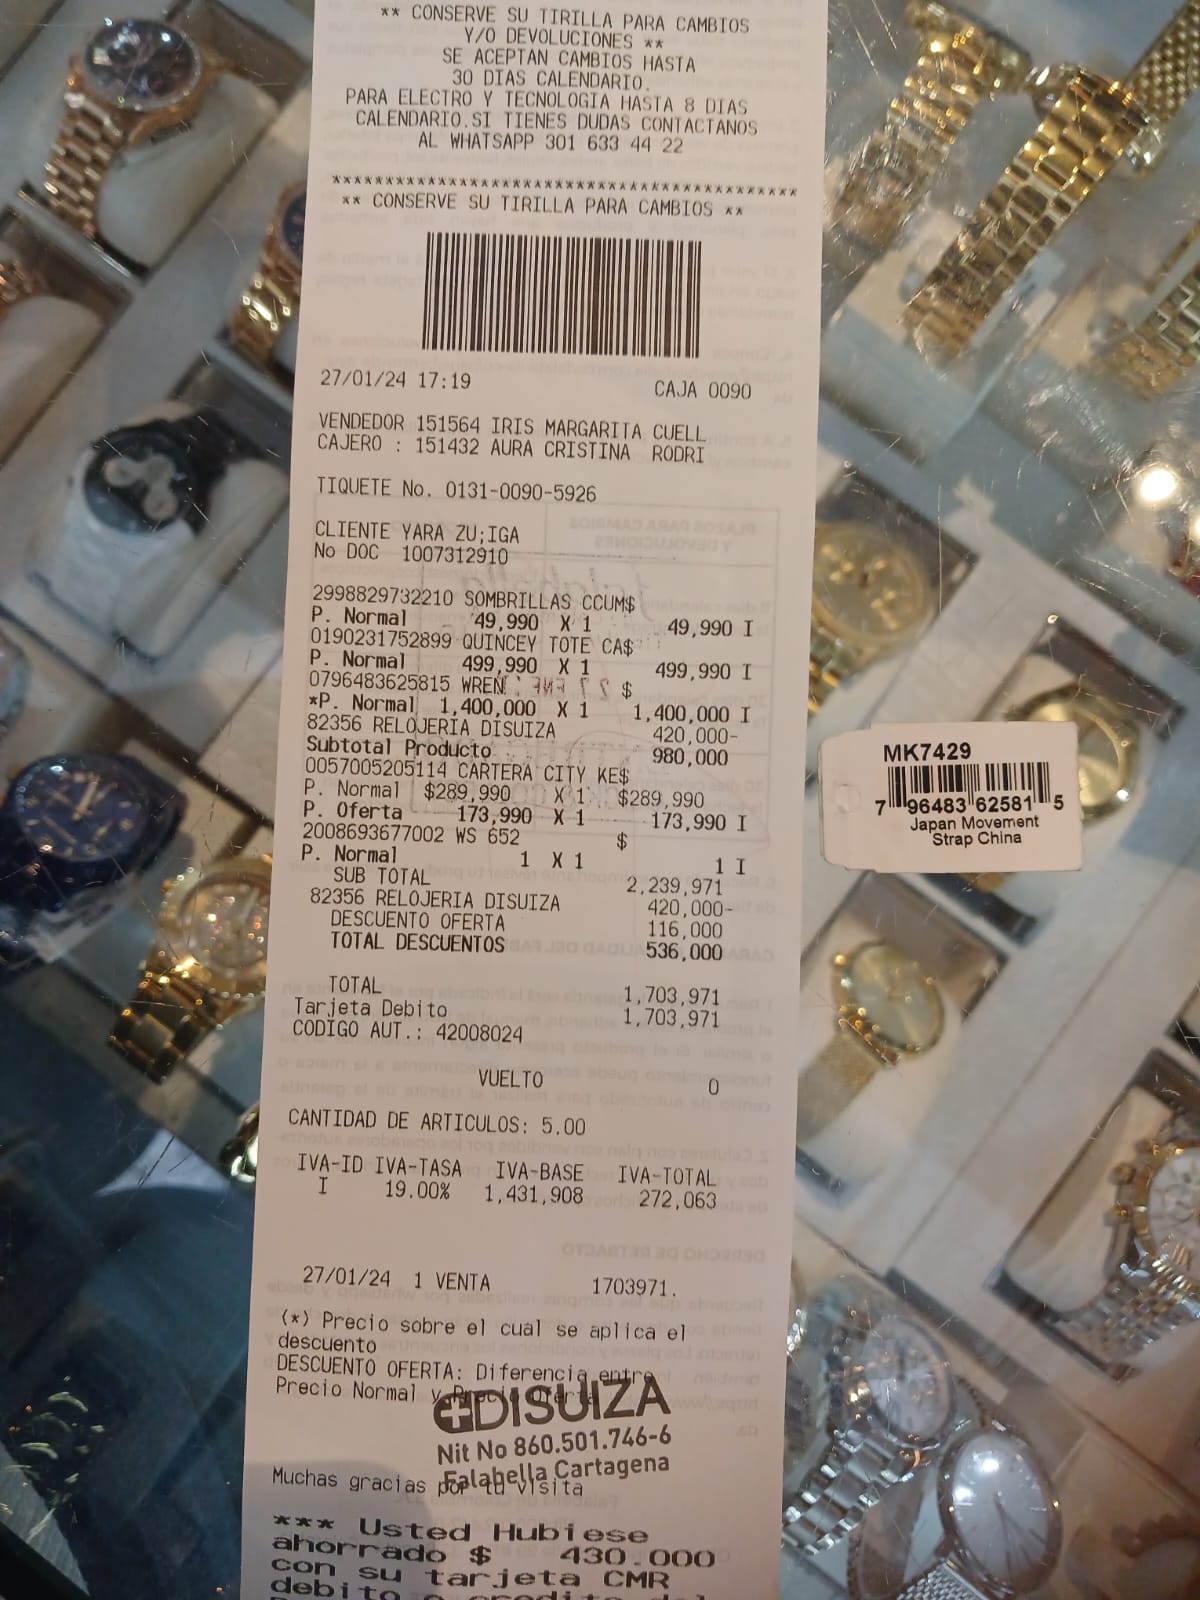 ** CONSERVE SU TIRILLA PARA CAMBIOS
Y/O DEVOLUCIONES **
SE ACEPTAN CAMBIOS HASTA
30 DIAS CALENDARIO.
PARA ELECTRO Y TECNOLOGIA HASTA 8 DIAS
CALENDARIO.SI TIENES DUDAS CONTACTANOS
AL WHATSAPP 301 633 44 22
** CONSERVE SU TIRILLA PARA CAMBIOS **
27/01/24 17:19 CAJA 0090
VENDEDOR 151564 IRIS MARGARITA CUELL
CAJERO : 151432 AURA CRISTINA RODRI
TIQUETE No. 0131-0090-5926
CLIENTE YARA ZU;IGA
No DOC 1007312910
2998829732210 SOMBRILLAS CCUM$
P. Normal 49,990 X 1 49,990 I
0190231752899 QUINCEY TOTE CA$
P. Normal 499,990 X 1 499,990 I
0796483625815 WREN $
*P. Normal 1,400,000 X 1 1,400,000 I
82356 RELOJERIA DISUIZA 420,000-
Subtotal Producto 980,000
0057005205114 CARTERA CITY KE$
P. Normal $289,990 X 1 $289,990
P. Oferta 173,990 X 1 173,990 I
2008693677002 WS 652 $
P. Normal 1 X 1 1 I
SUB TOTAL 2,239,971
82356 RELOJERIA DISUIZA 420,000-
DESCUENTO OFERTA 116,000
TOTAL DESCUENTOS 536,000
TOTAL 1,703,971
Tarjeta Debito 1,703,971
CODIGO AUT.: 42008024
VUELTO 0
CANTIDAD DE ARTICULOS: 5.00
IVA-ID IVA-TASA IVA-BASE IVA-TOTAL
I 19.00% 1,431,908 272,063
27/01/24 1 VENTA 1703971.
(*) Precio sobre el cual se aplica el
descuento
DESCUENTO OFERTA: Diferencia entre
Precio Normal y
DISUIZA
Nit No 860.501.746-6
Falabella Cartagena
Muchas gracias por tu visita
*** Usted Hubiese
ahorrado $ 430.000
con su tarjeta CMR
debito o credito del
MK7429
7 96483 62581 5
Japan Movement
Strap China